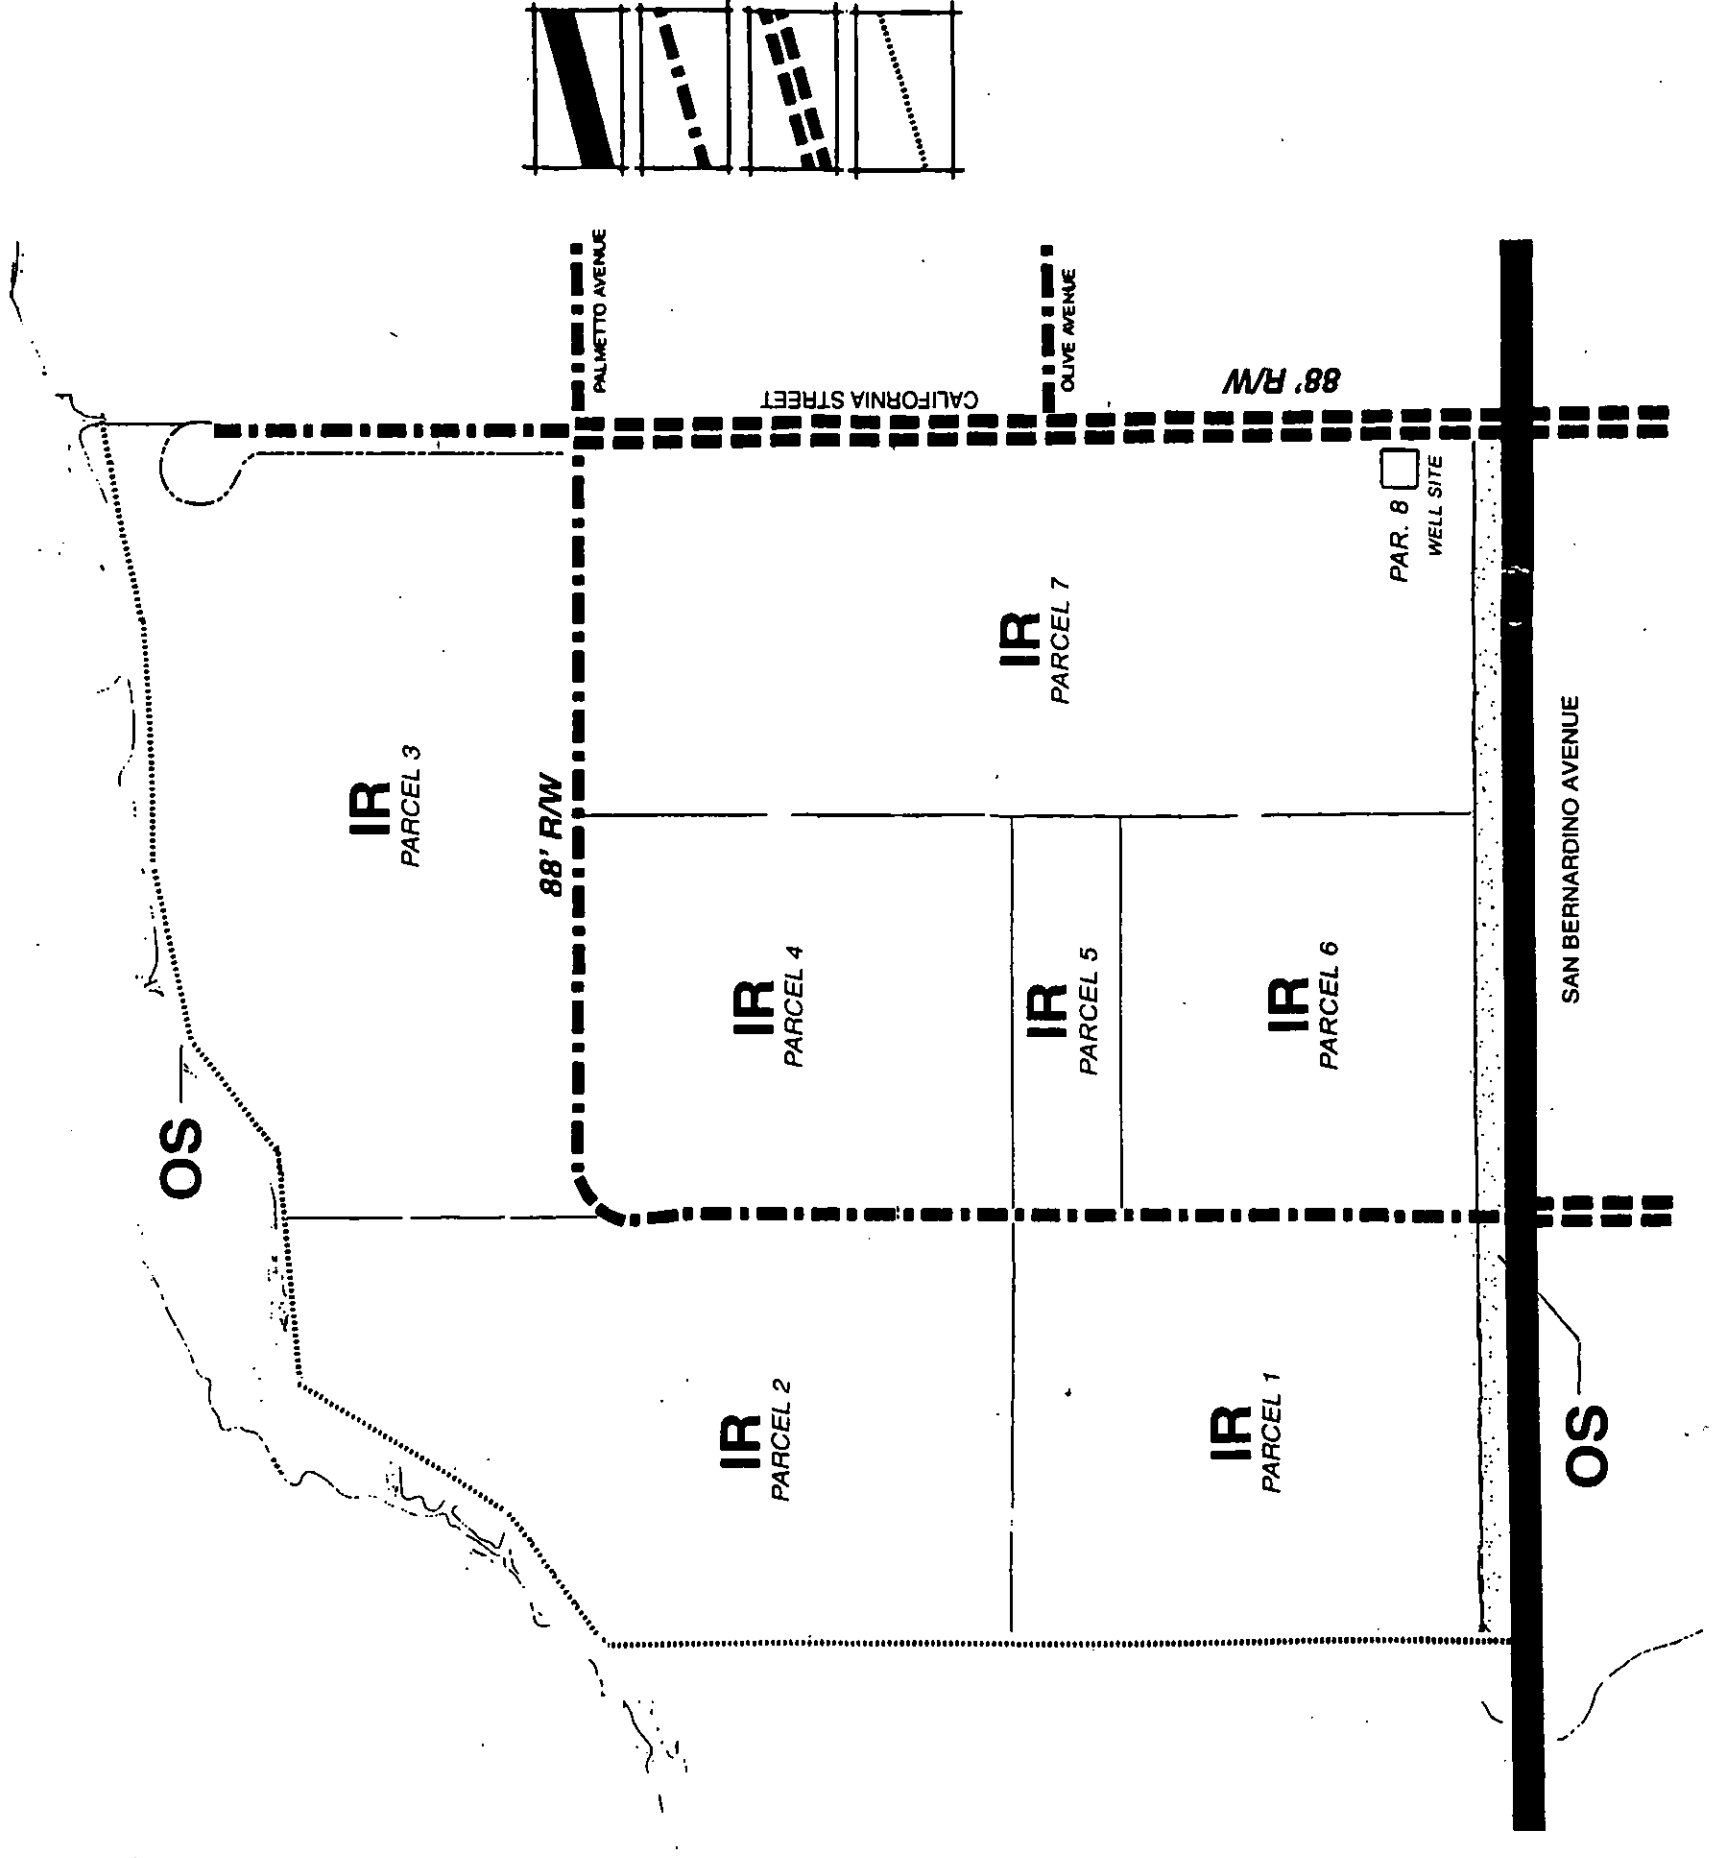 PALMETTO AVENUE
OLIVE AVENUE
CALIFORNIA STREET
88' R/W
PAR. 8
WELL SITE
IR
PARCEL 7
IR
PARCEL 3
88' R/W
SAN BERNARDINO AVENUE
IR
PARCEL 4
IR
PARCEL 5
IR
PARCEL 6
OS
IR
PARCEL 2
IR
PARCEL 1
OS